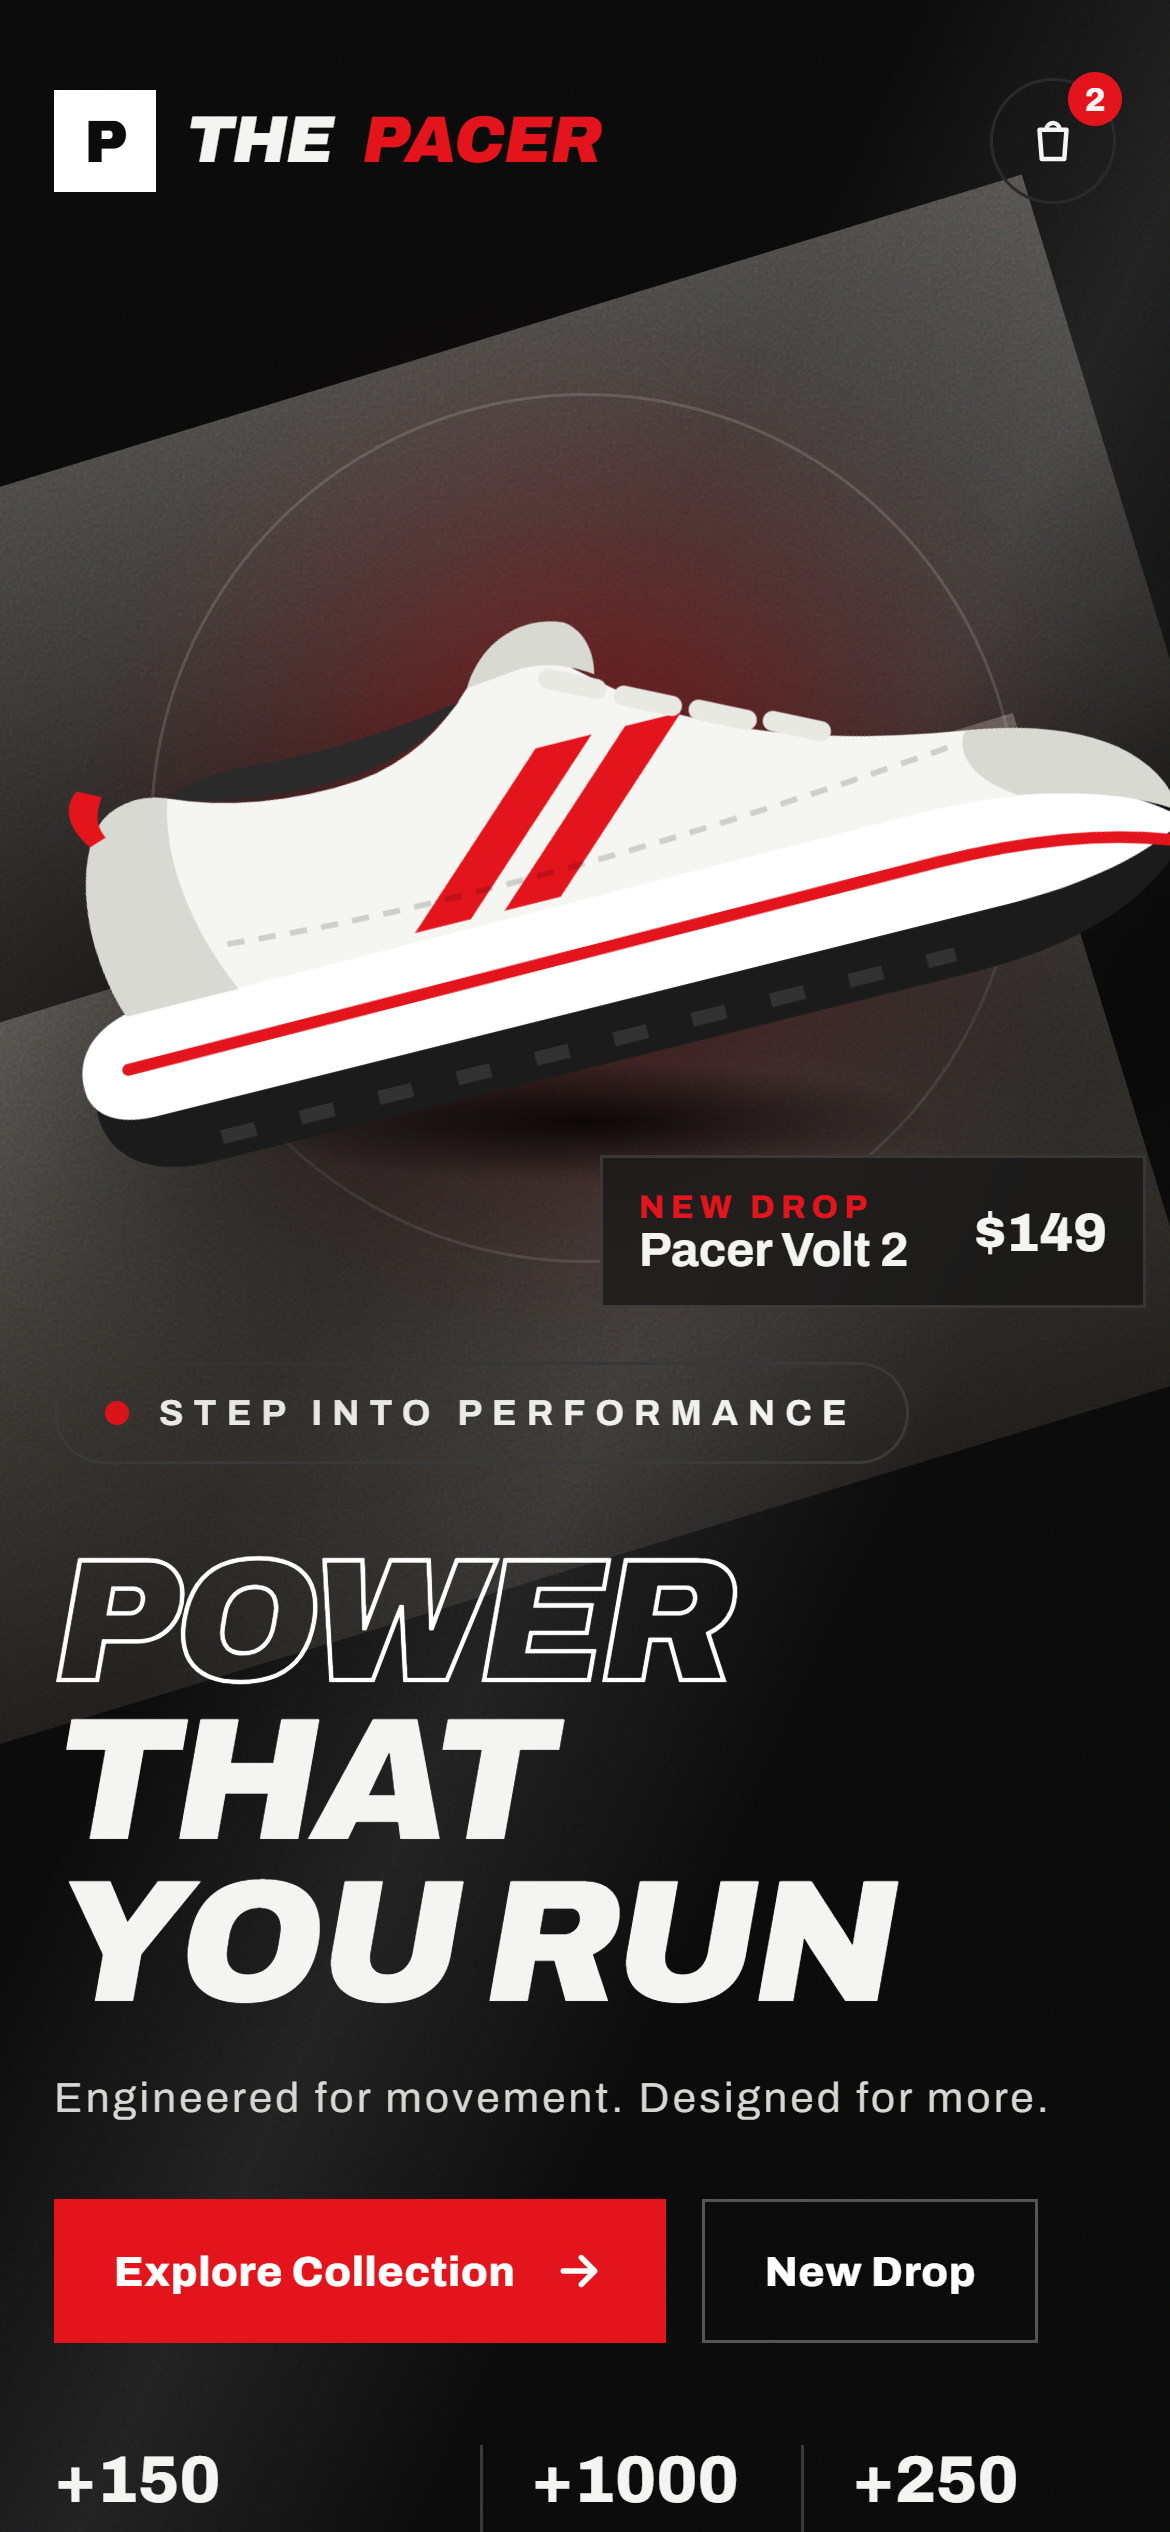 P
THE PACER
2
NEW DROP
Pacer Volt 2
$149
STEP INTO PERFORMANCE
POWER
THAT
YOU RUN
Engineered for movement. Designed for more.
Explore Collection
New Drop
+150
+1000
+250